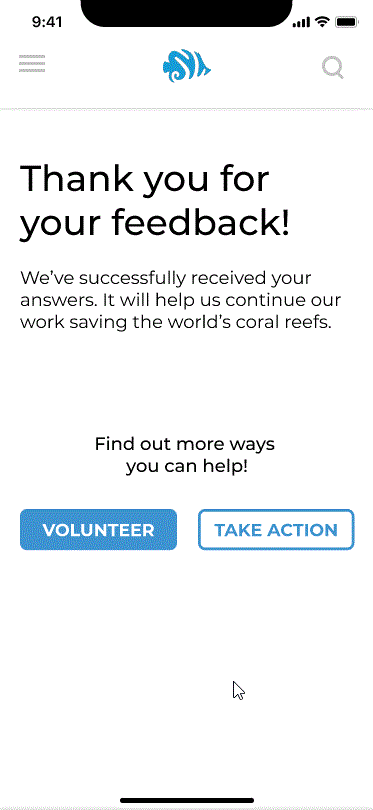 9:41
Thank you for
your feedback!
We’ve successfully received your
answers. It will help us continue our
work saving the world’s coral reefs.
Find out more ways
you can help!
VOLUNTEER
TAKE ACTION